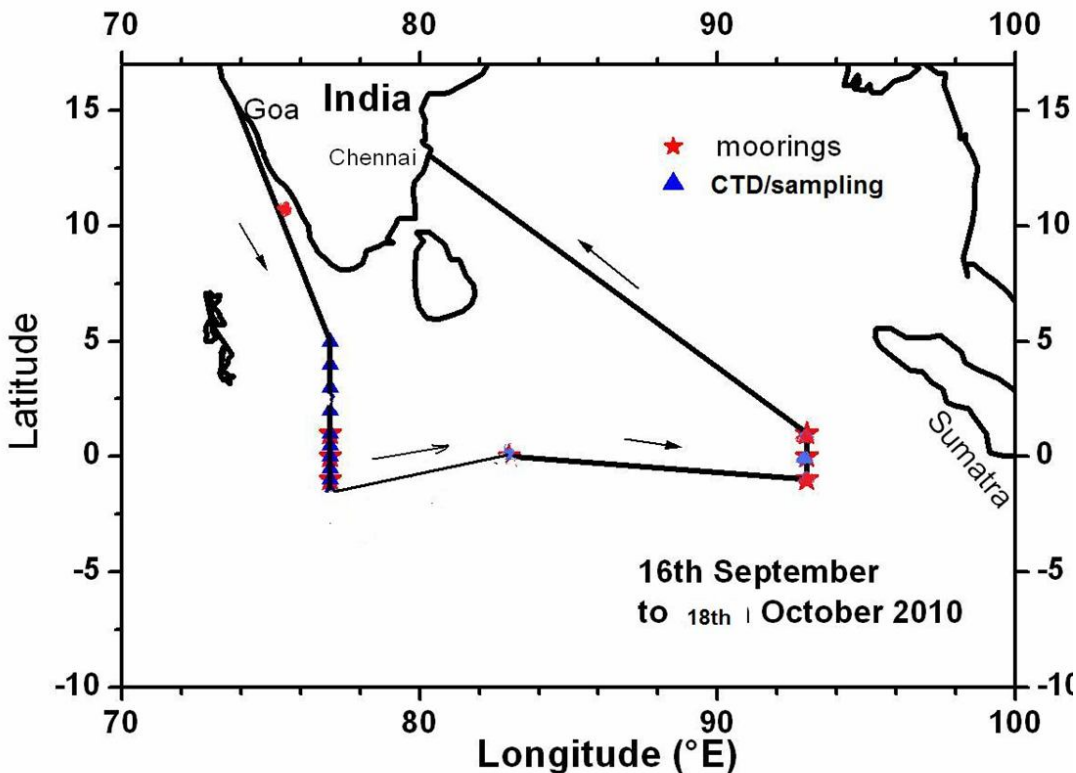 70 80 90 100
15 Goa India 15
Chennai
moorings
CTD/sampling
10 10
5 5
0 0
Sumatra
-5 -5
16th September
to 18th October 2010
-10 -10
70 80 90 100
Latitude
Longitude (°E)